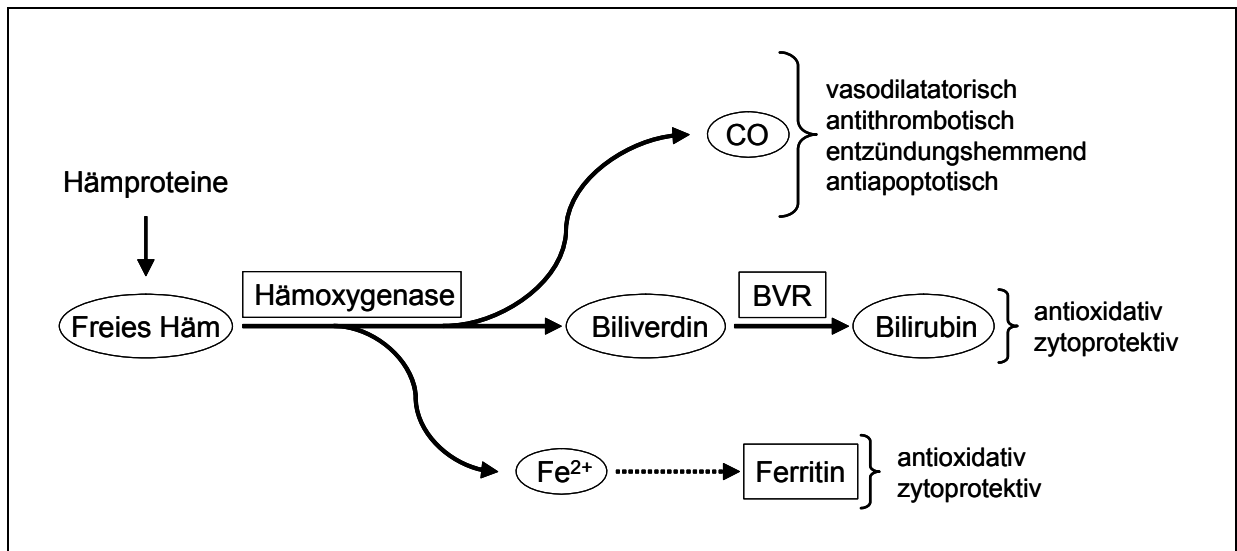 CO
vasodilatatorisch
antithrombotisch
entzündungshemmend
antiapoptotisch
Hämproteine
Hämoxygenase
BVR
Freies Häm
Biliverdin
Bilirubin
antioxidativ
zytoprotektiv
Fe²⁺
Ferritin
antioxidativ
zytoprotektiv